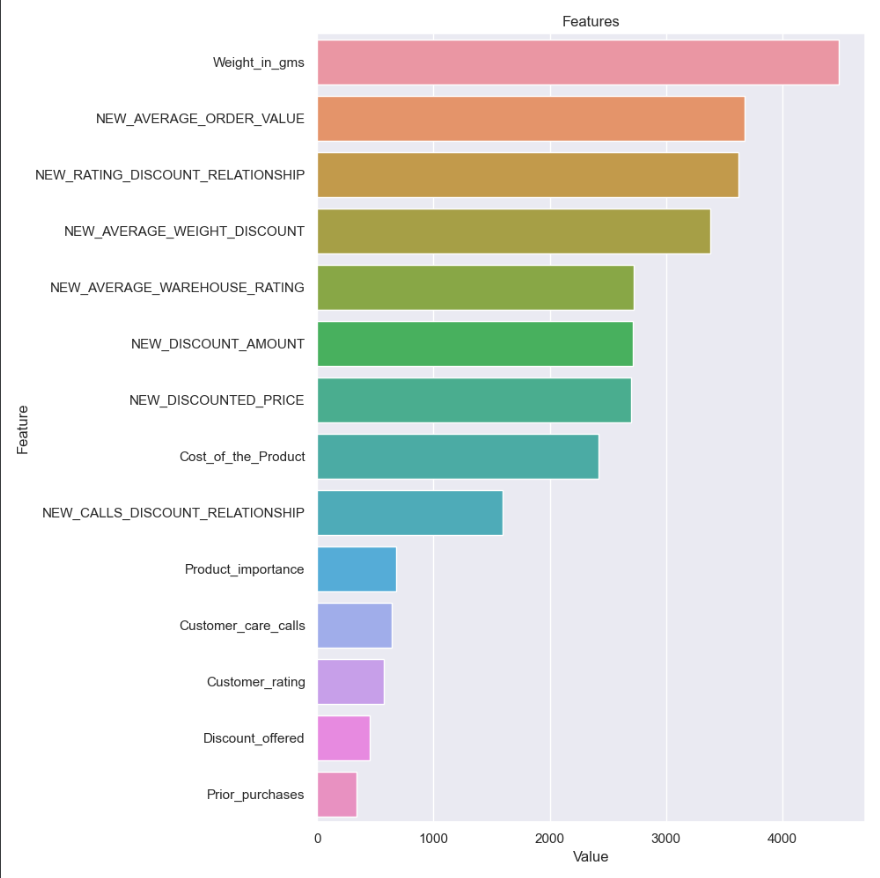 Features
Weight_in_gms
NEW_AVERAGE_ORDER_VALUE
NEW_RATING_DISCOUNT_RELATIONSHIP
NEW_AVERAGE_WEIGHT_DISCOUNT
NEW_AVERAGE_WAREHOUSE_RATING
NEW_DISCOUNT_AMOUNT
NEW_DISCOUNTED_PRICE
Cost_of_the_Product
NEW_CALLS_DISCOUNT_RELATIONSHIP
Product_importance
Customer_care_calls
Customer_rating
Discount_offered
Prior_purchases
Feature
0 1000 2000 3000 4000
Value